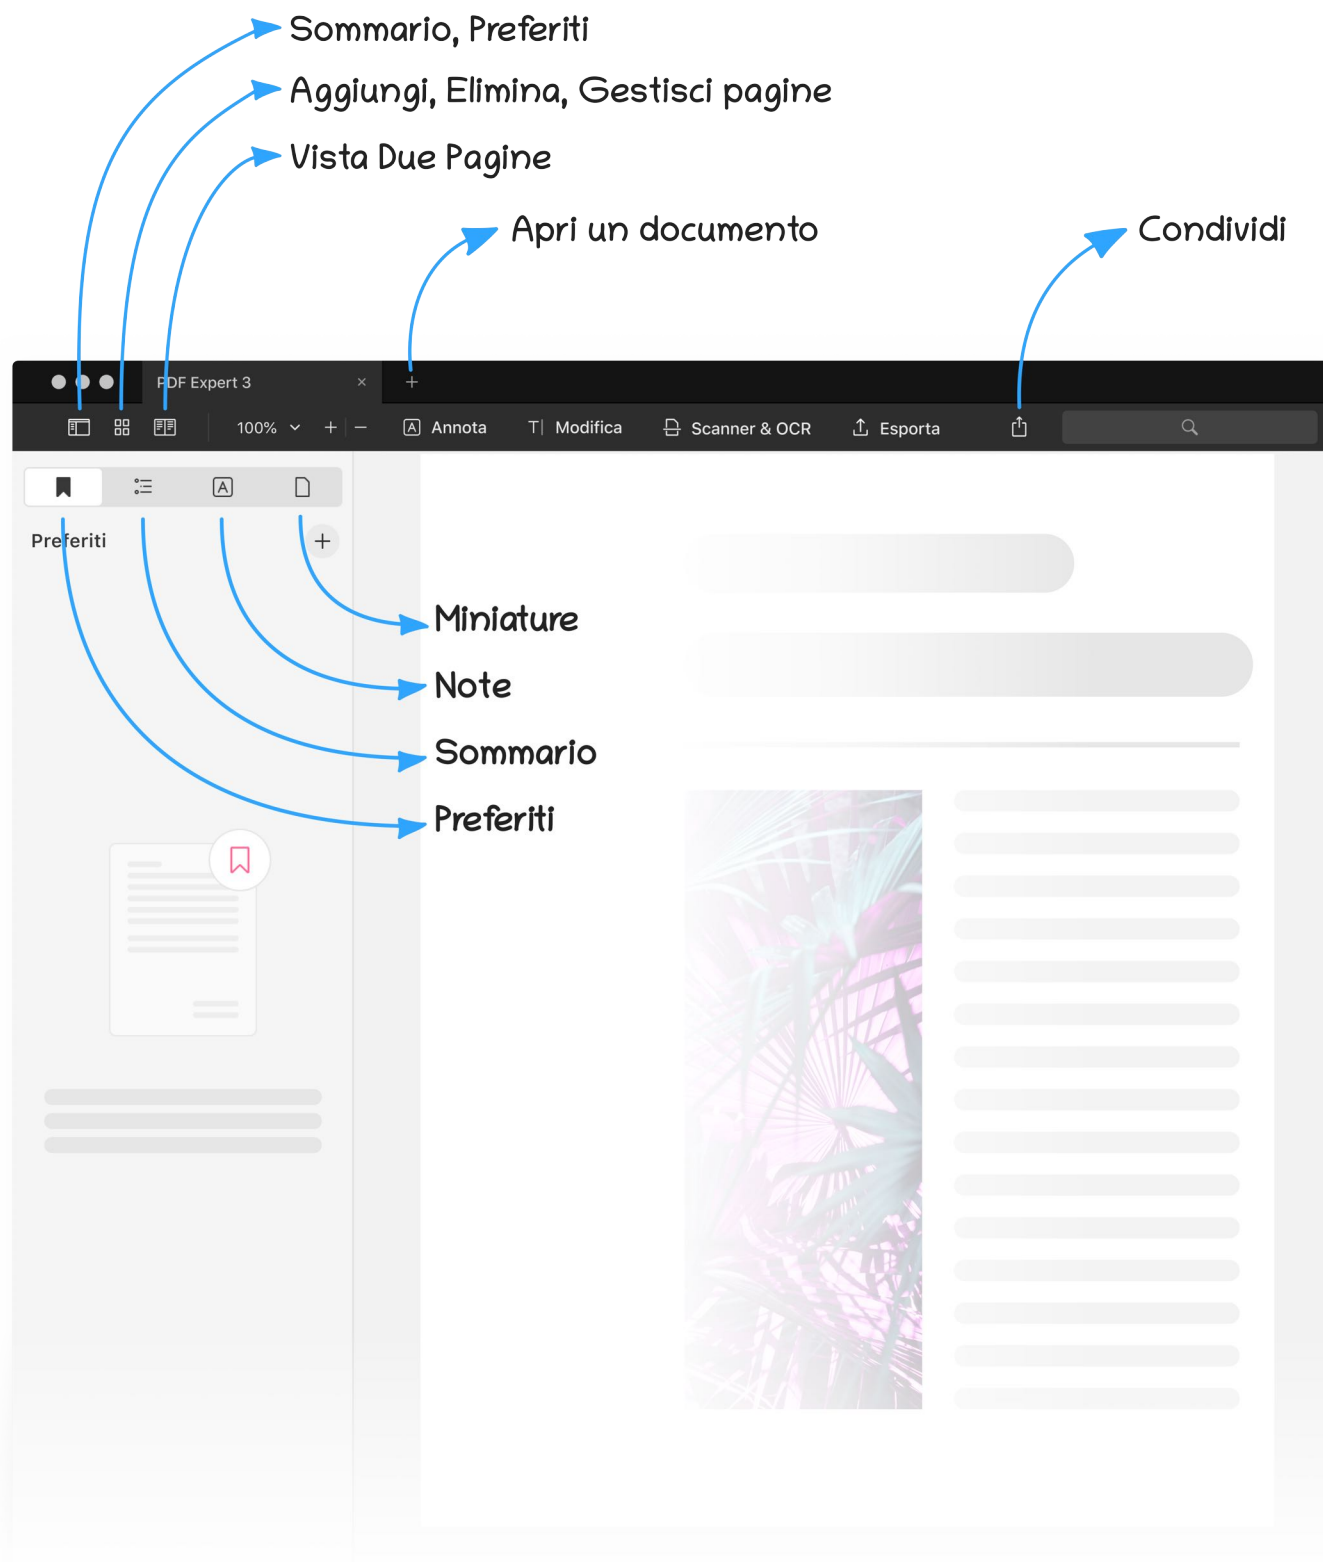 Sommario, Preferiti
Aggiungi, Elimina, Gestisci pagine
Vista Due Pagine
Apri un documento
Condividi
PDF Expert 3
100%
A Annota
T| Modifica
Scanner & OCR
Esporta
A
Preferiti
Miniature
Note
Sommario
Preferiti